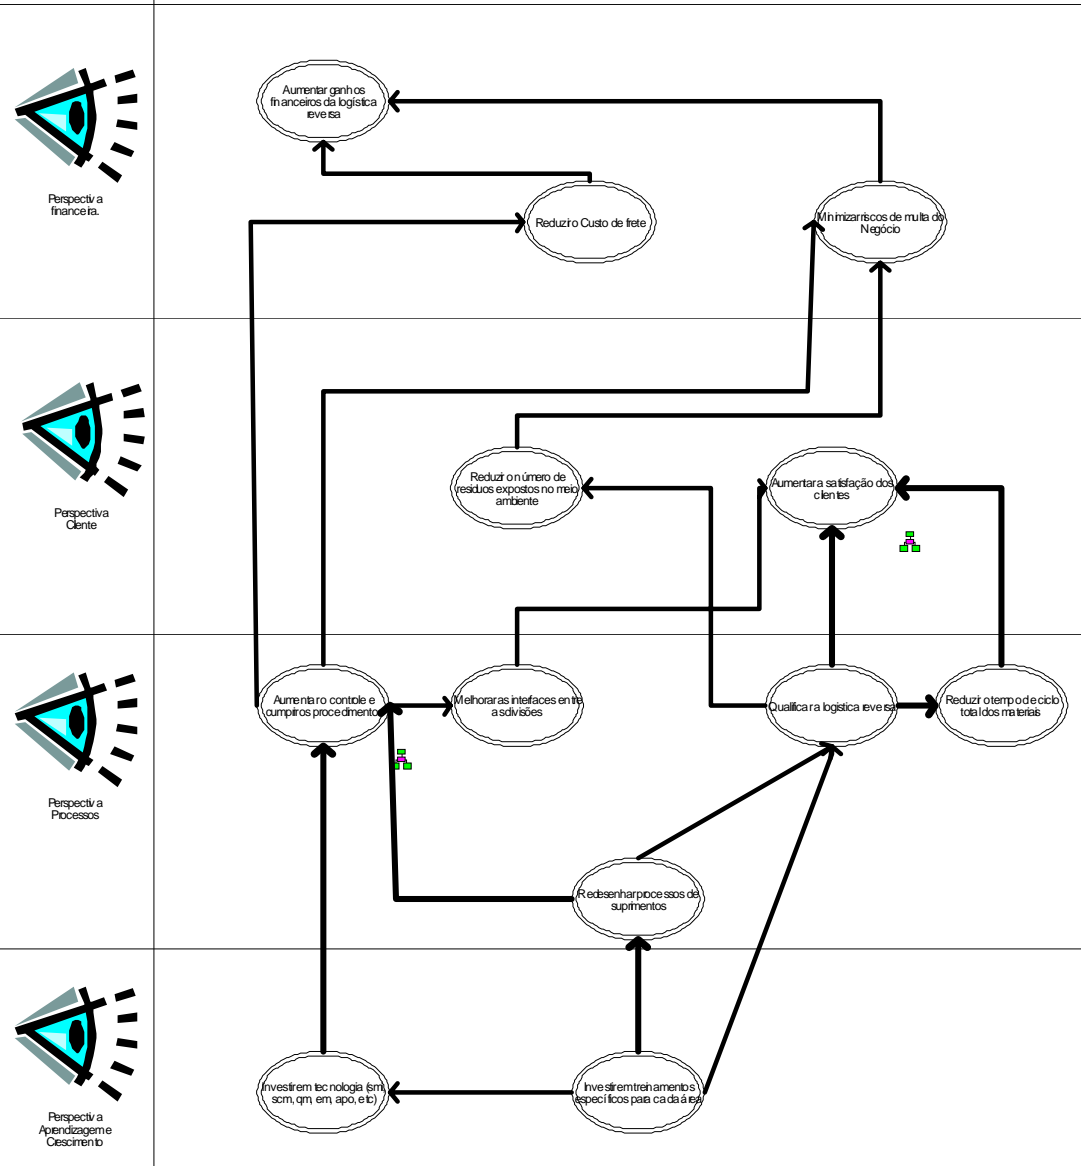 Aumentar ganhos
financeiros da logística
reversa
Perspectiva
financeira.
Reduzir o Custo de frete
Minimizar riscos de multa do
Negócio
Perspectiva
Cliente
Reduzir o número de
residuos expostos no meio
ambiente
Aumentar a satisfação dos
clientes
Perspectiva
Processos
Aumentar o controle e
cumprir os procedimentos
Melhorar as interfaces entre
as divisões
Qualificar a logistica reversa
Reduzir o tempo de ciclo
total dos materiais
Redesenhar processos de
suprimentos
Perspectiva
Aprendizagem e
Crescimento
Investir em tecnologia (sm,
scm, qm, em, apo, etc)
Investir em treinamentos
específicos para cada área